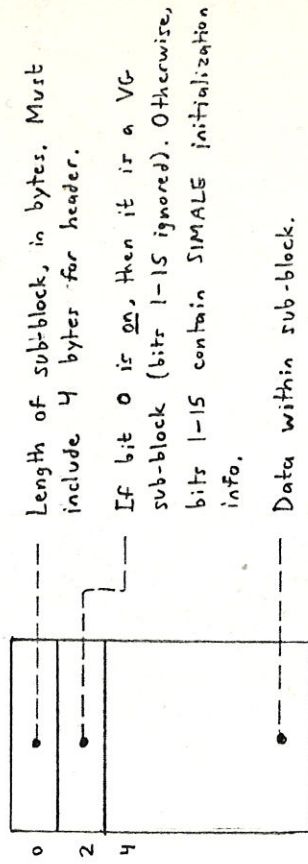 0
Length of sub-block, in bytes. Must
include 4 bytes for header.
2
If bit 0 is on, then it is a VG
sub-block (bits 1-15 ignored). Otherwise,
bits 1-15 contain SIMALE initialization
info.
4
Data within sub-block.